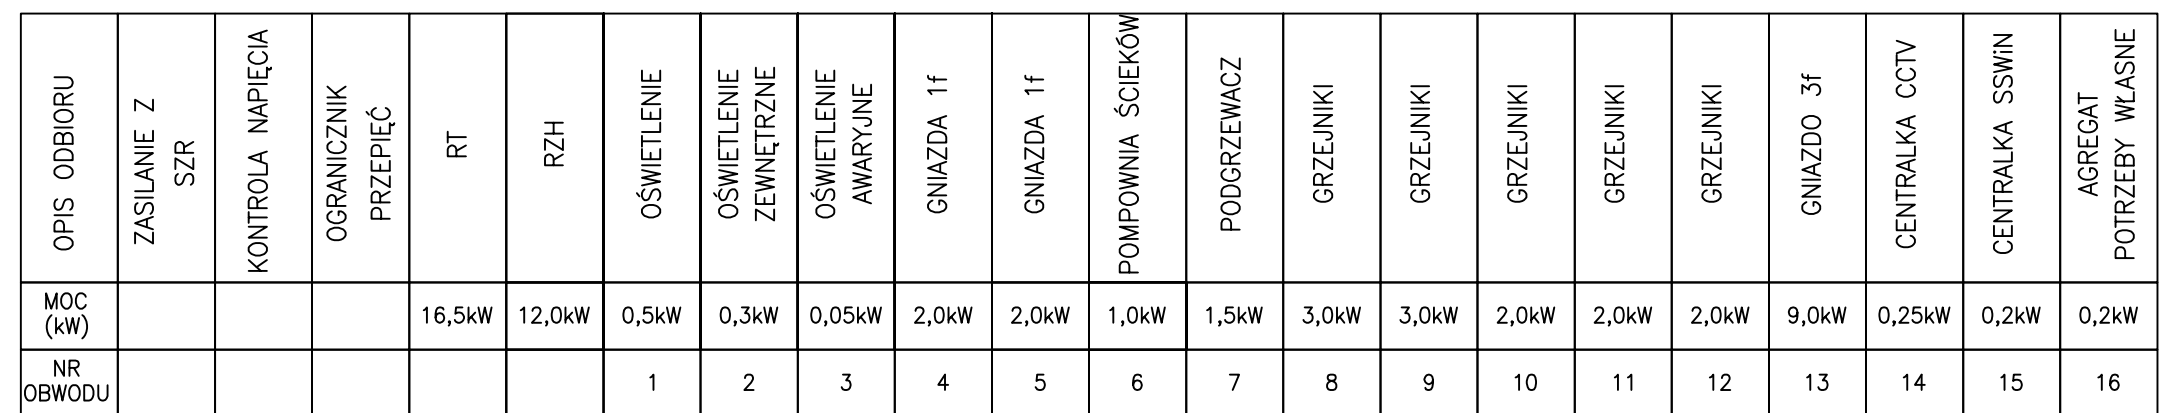 OPIS ODBIORU
ZASILANIE Z
SZR
KONTROLA NAPIĘCIA
OGRANICZNIK
PRZEPIĘĆ
RT
RZH
OŚWIETLENIE
OŚWIETLENIE
ZEWNĘTRZNE
OŚWIETLENIE
AWARYJNE
GNIAZDA 1f
GNIAZDA 1f
POMPOWNIA ŚCIEKÓW
PODGRZEWACZ
GRZEJNIKI
GRZEJNIKI
GRZEJNIKI
GRZEJNIKI
GRZEJNIKI
GNIAZDO 3f
CENTRALKA CCTV
CENTRALKA SSWiN
AGREGAT
POTRZEBY WŁASNE
MOC
(kW)
16,5kW
12,0kW
0,5kW
0,3kW
0,05kW
2,0kW
2,0kW
1,0kW
1,5kW
3,0kW
3,0kW
2,0kW
2,0kW
2,0kW
9,0kW
0,25kW
0,2kW
0,2kW
NR
OBWODU
1
2
3
4
5
6
7
8
9
10
11
12
13
14
15
16